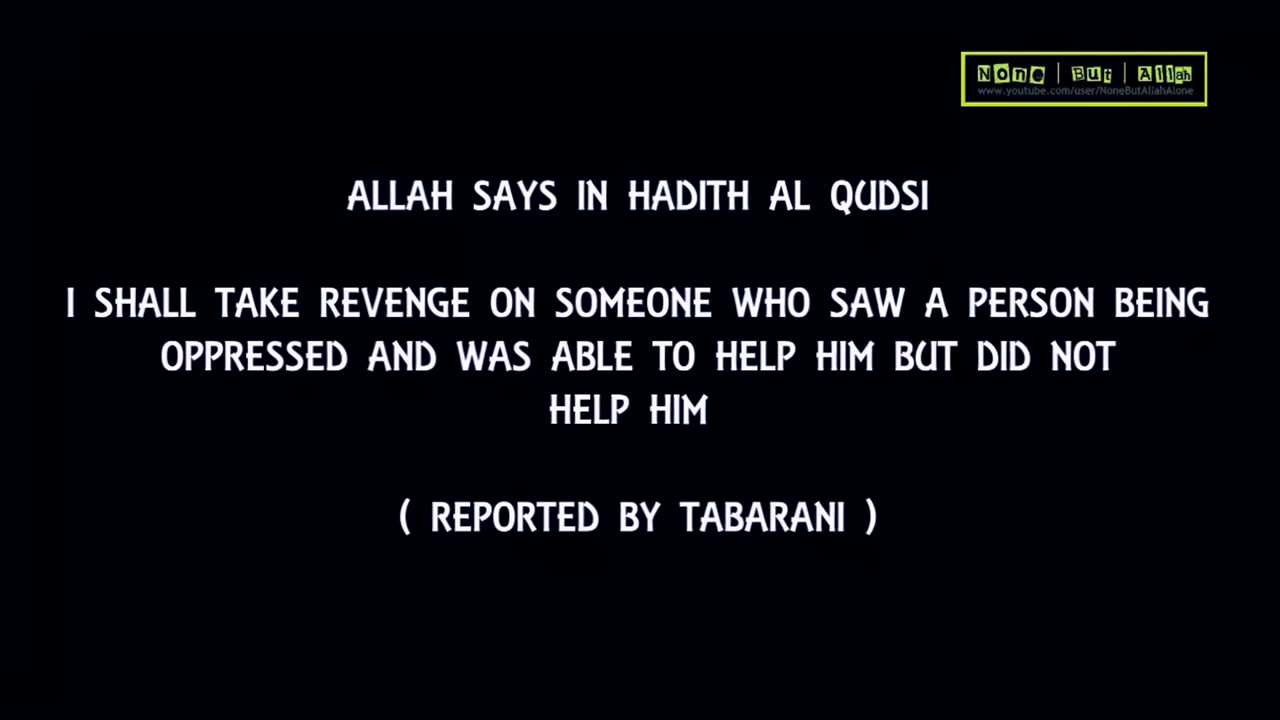 None | But | Allah
www.youtube.com/user/NoneButAllahAlone
ALLAH SAYS IN HADITH AL QUDSI
I SHALL TAKE REVENGE ON SOMEONE WHO SAW A PERSON BEING
OPPRESSED AND WAS ABLE TO HELP HIM BUT DID NOT
HELP HIM
( REPORTED BY TABARANI )